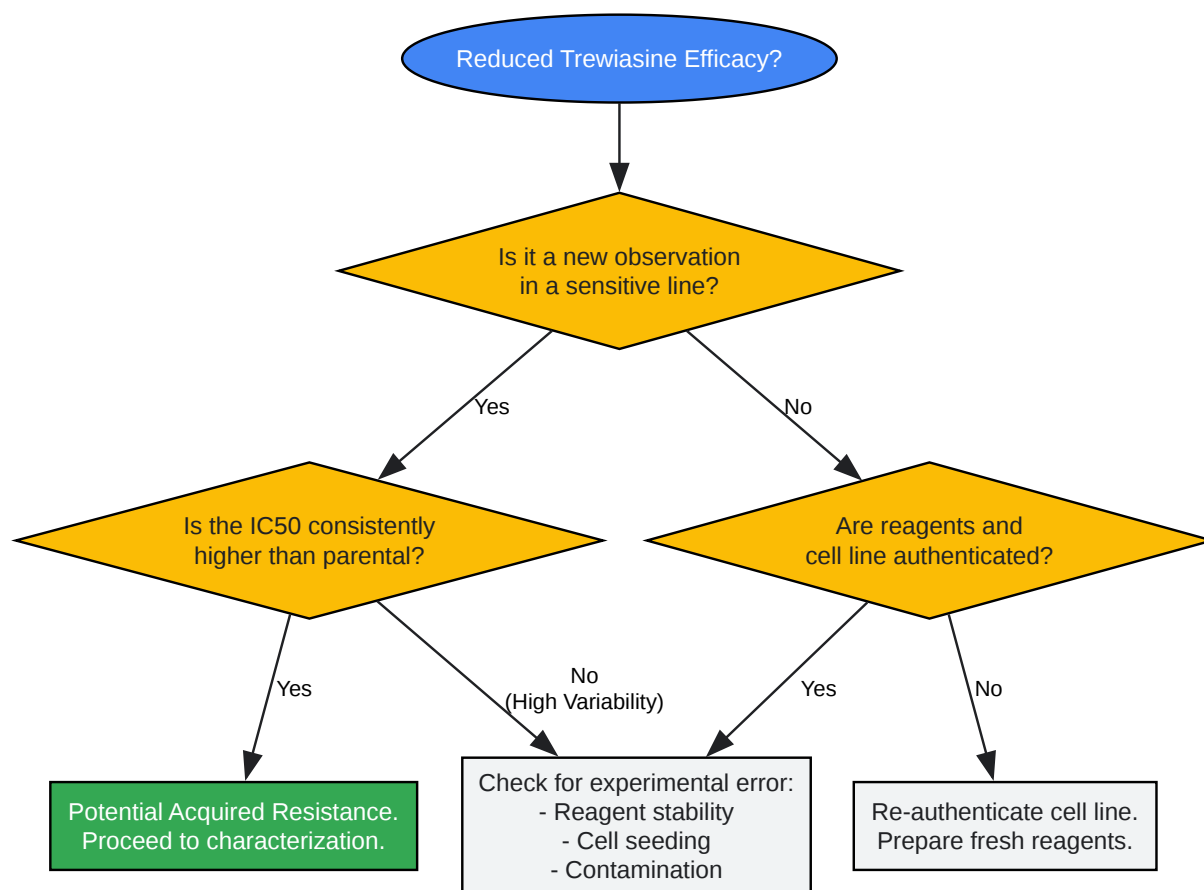 Reduced Trewiasine Efficacy?
Is it a new observation
in a sensitive line?
Yes
No
Is the IC50 consistently
higher than parental?
Are reagents and
cell line authenticated?
Yes
No
(High Variability)
Yes
No
Potential Acquired Resistance.
Proceed to characterization.
Check for experimental error:
- Reagent stability
- Cell seeding
- Contamination
Re-authenticate cell line.
Prepare fresh reagents.